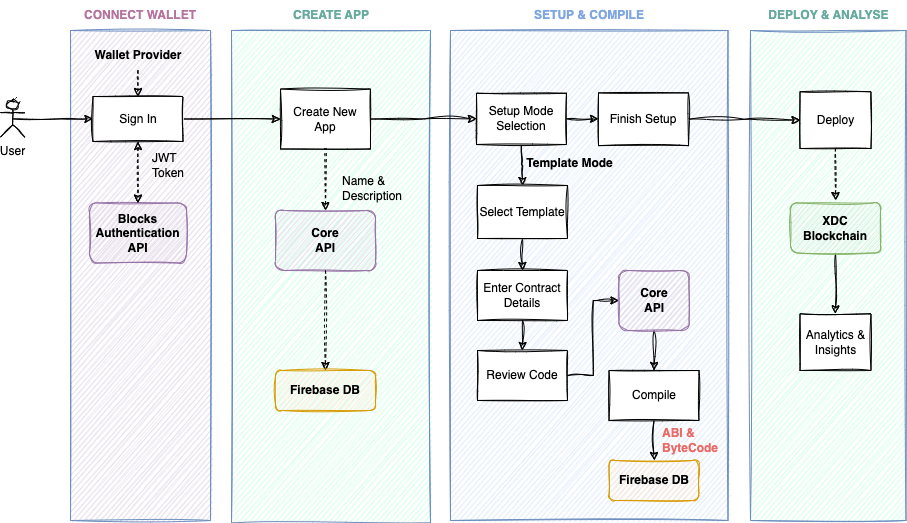 CONNECT WALLET
CREATE APP
SETUP & COMPILE
DEPLOY & ANALYSE
Wallet Provider
User
Sign In
JWT
Token
Blocks
Authentication
API
Create New
App
Name &
Description
Core
API
Firebase DB
Setup Mode
Selection
Finish Setup
Template Mode
Select Template
Enter Contract
Details
Review Code
Core
API
Compile
ABI &
ByteCode
Firebase DB
Deploy
XDC
Blockchain
Analytics &
Insights